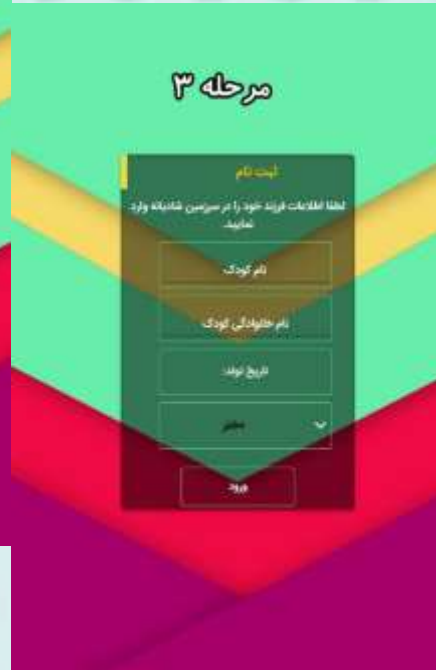 مرحله ۳
ثبت نام
لطفا اطلاعات فرزند خود را در سرزمین شادیانه وارد
نمایید.
نام کودک:
نام خانوادگی کودک:
تاریخ تولد:
دختر
ورود